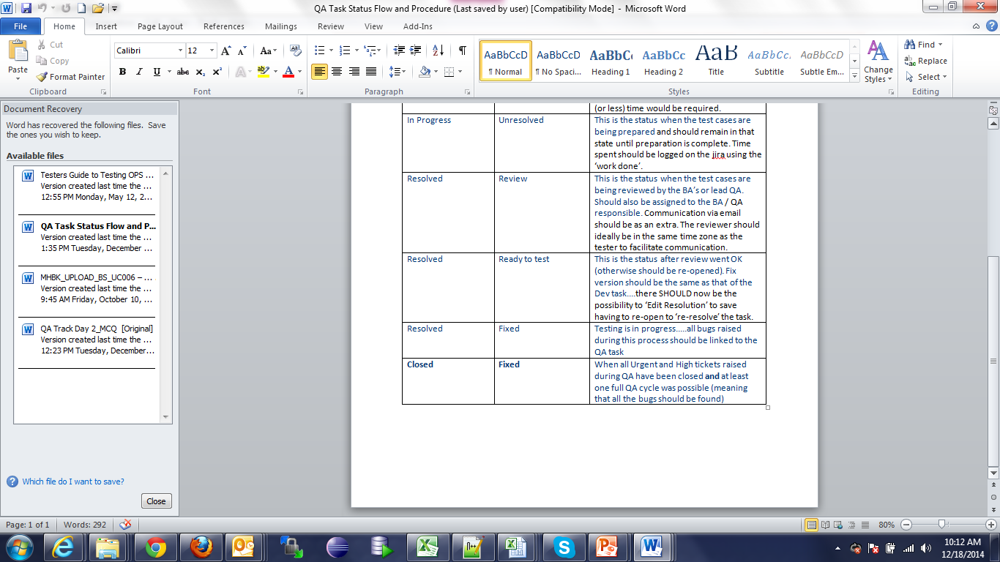 QA Task Status Flow and Procedure (Last saved by user) [Compatibility Mode] - Microsoft Word
File Home Insert Page Layout References Mailings Review View Add-Ins
Paste
Cut
Copy
Format Painter
Clipboard
Calibri 12
Font
Paragraph
AaBbCcD AaBbCcD AaBbCc AaBbCc AaB AaBbCc. AaBbCcD
¶ Normal ¶ No Spaci... Heading 1 Heading 2 Title Subtitle Subtle Em...
Styles
Change
Styles
Find
Replace
Select
Editing
Document Recovery
Word has recovered the following files. Save
the ones you wish to keep.
Available files
Testers Guide to Testing OPS ...
Version created last time the ...
12:55 PM Monday, May 12, 2...
QA Task Status Flow and P...
Version created last time the ...
1:35 PM Tuesday, December ...
MHBK_UPLOAD_BS_UC006 – ...
Version created last time the ...
9:45 AM Friday, October 10, ...
QA Track Day 2_MCQ [Original]
Version created last time the ...
12:23 PM Tuesday, December...
Which file do I want to save?
Close
(or less) time would be required.
In Progress Unresolved This is the status when the test cases are
being prepared and should remain in that
state until preparation is complete. Time
spent should be logged on the jira using the
‘work done’.
Resolved Review This is the status when the test cases are
being reviewed by the BA’s or lead QA.
Should also be assigned to the BA / QA
responsible. Communication via email
should be as an extra. The reviewer should
ideally be in the same time zone as the
tester to facilitate communication.
Resolved Ready to test This is the status after review went OK
(otherwise should be re-opened). Fix
version should be the same as that of the
Dev task....there SHOULD now be the
possibility to ‘Edit Resolution’ to save
having to re-open to ‘re-resolve’ the task.
Resolved Fixed Testing is in progress.....all bugs raised
during this process should be linked to the
QA task
Closed Fixed When all Urgent and High tickets raised
during QA have been closed and at least
one full QA cycle was possible (meaning
that all the bugs should be found)
Page: 1 of 1 Words: 292 80%
10:12 AM
12/18/2014